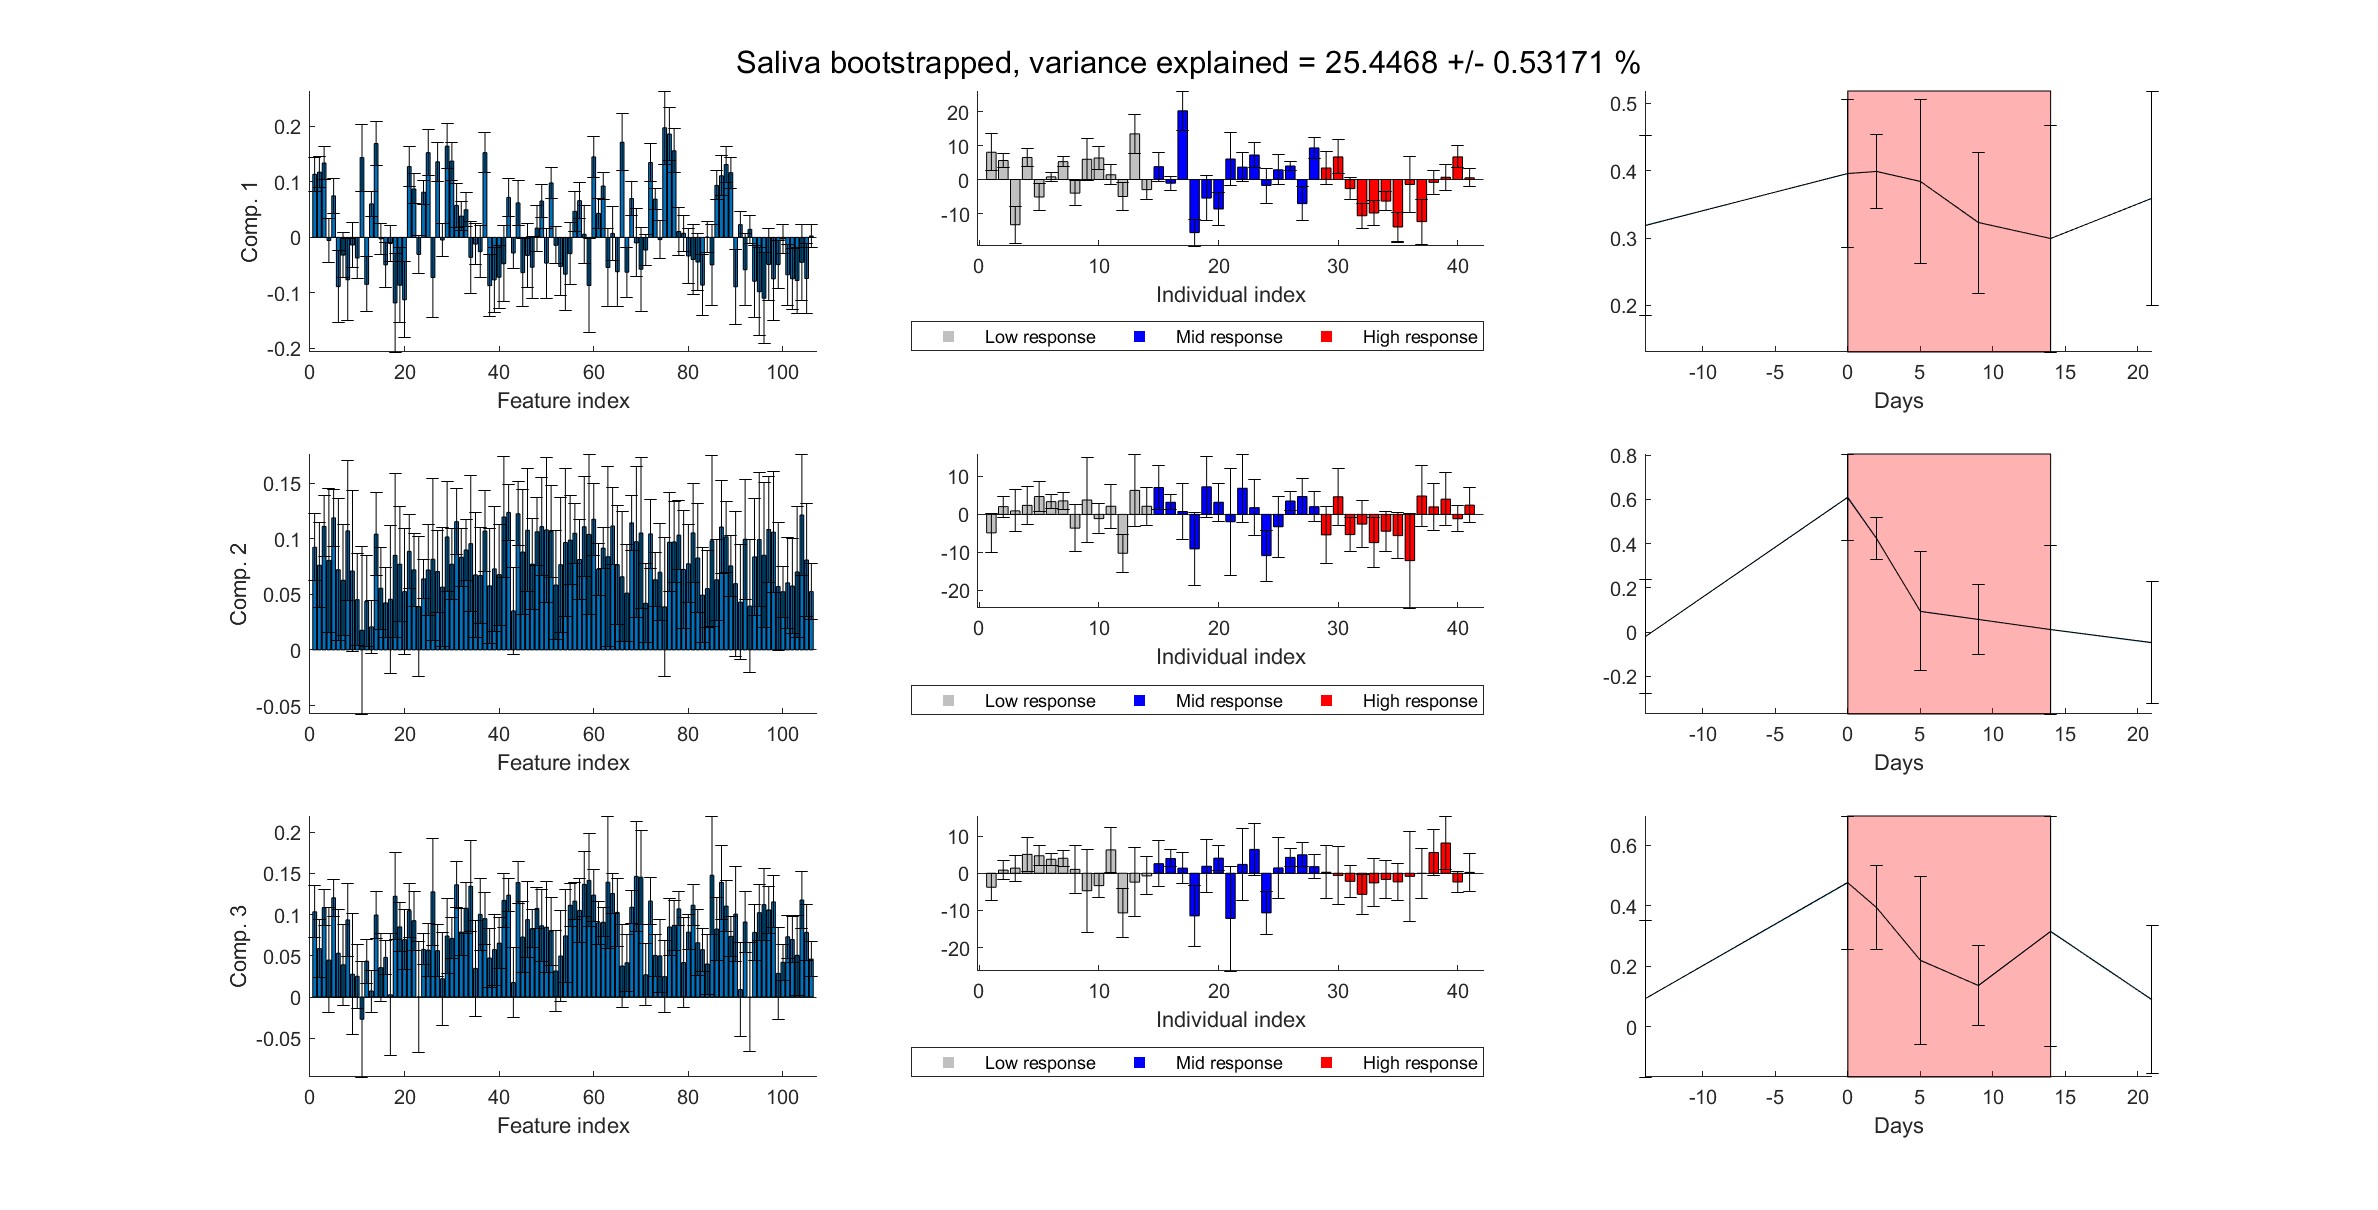 Saliva bootstrapped, variance explained = 25.4468 +/- 0.53171 %
Comp. 1
0.2
0.1
0
-0.1
-0.2
0 20 40 60 80 100
Feature index
20
10
0
-10
0 10 20 30 40
Individual index
Low response Mid response High response
0.5
0.4
0.3
0.2
-10 -5 0 5 10 15 20
Days
Comp. 2
0.15
0.1
0.05
0
-0.05
0 20 40 60 80 100
Feature index
10
0
-10
-20
0 10 20 30 40
Individual index
Low response Mid response High response
0.8
0.6
0.4
0.2
0
-0.2
-10 -5 0 5 10 15 20
Days
Comp. 3
0.2
0.15
0.1
0.05
0
-0.05
0 20 40 60 80 100
Feature index
10
0
-10
-20
0 10 20 30 40
Individual index
Low response Mid response High response
0.6
0.4
0.2
0
-10 -5 0 5 10 15 20
Days